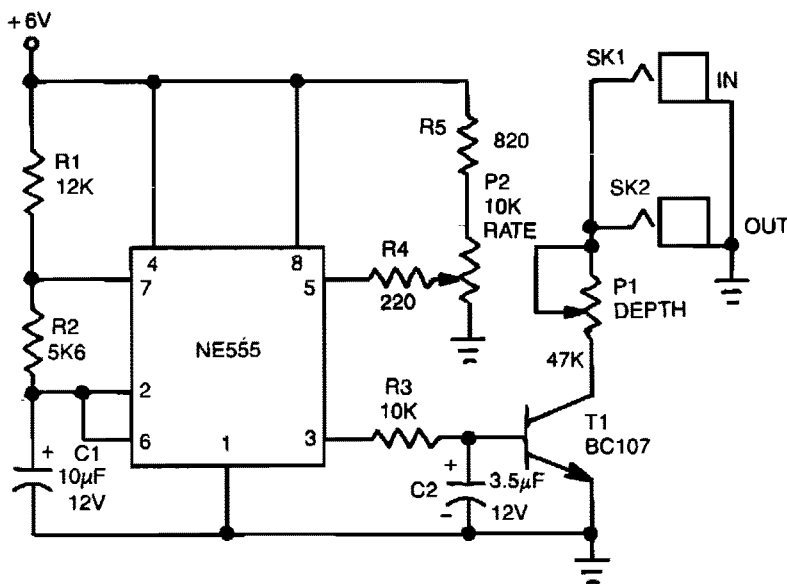 +6V
SK1
IN
R5
820
R1
12K
P2
10K
RATE
SK2
OUT
4
8
7
5
R4
220
P1
DEPTH
R2
5K6
NE555
47K
2
R3
10K
6
C1
1
3
T1
BC107
+
10µF
12V
+
C2
3.5µF
-
12V